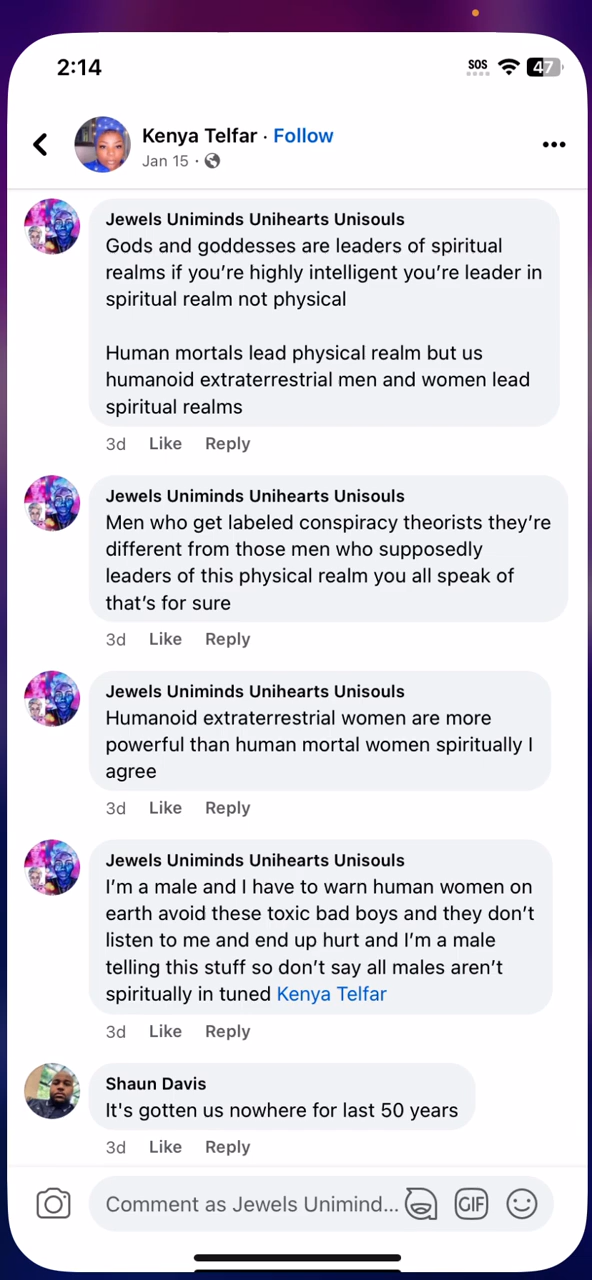 2:14
SOS
47
Kenya Telfar · Follow
Jan 15 ·
Jewels Uniminds Unihearts Unisouls
Gods and goddesses are leaders of spiritual
realms if you're highly intelligent you're leader in
spiritual realm not physical
Human mortals lead physical realm but us
humanoid extraterrestrial men and women lead
spiritual realms
3d Like Reply
Jewels Uniminds Unihearts Unisouls
Men who get labeled conspiracy theorists they're
different from those men who supposedly
leaders of this physical realm you all speak of
that's for sure
3d Like Reply
Jewels Uniminds Unihearts Unisouls
Humanoid extraterrestrial women are more
powerful than human mortal women spiritually I
agree
3d Like Reply
Jewels Uniminds Unihearts Unisouls
I'm a male and I have to warn human women on
earth avoid these toxic bad boys and they don't
listen to me and end up hurt and I'm a male
telling this stuff so don't say all males aren't
spiritually in tuned Kenya Telfar
3d Like Reply
Shaun Davis
It's gotten us nowhere for last 50 years
3d Like Reply
Comment as Jewels Unimind...
GIF